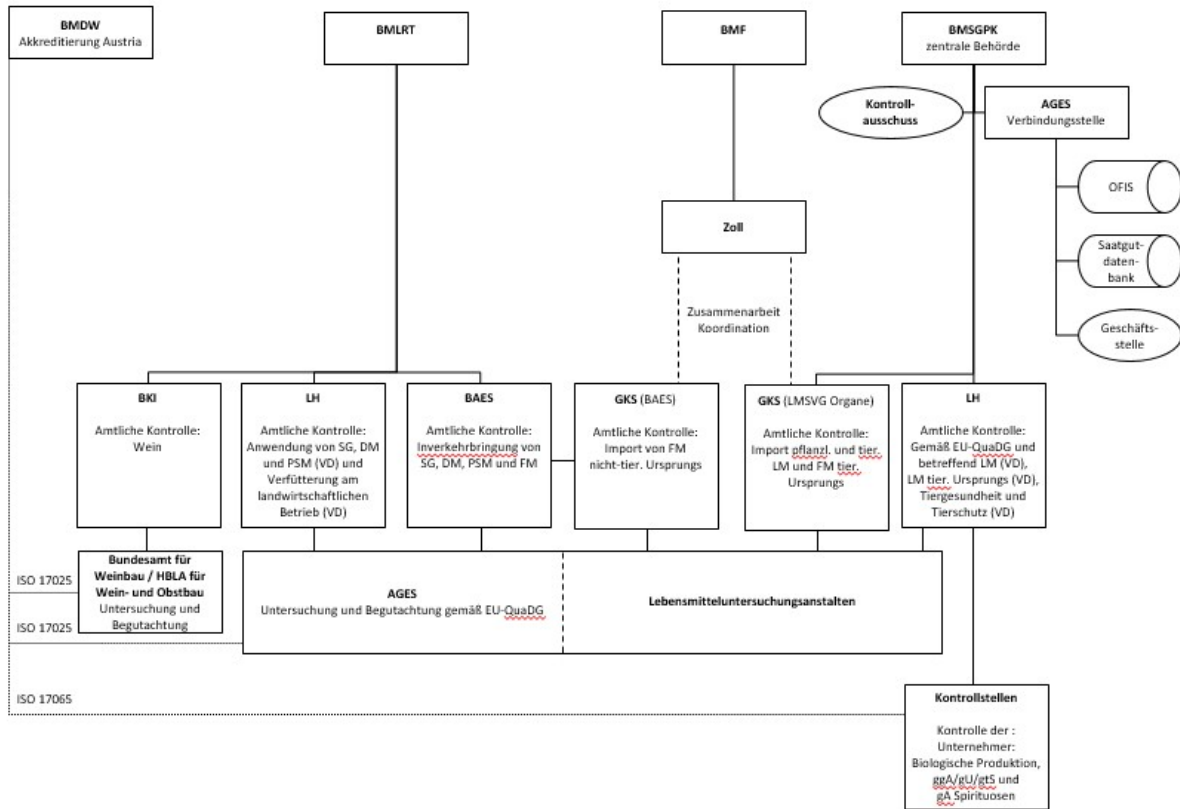 BMDW
Akkreditierung Austria
BMLRT
BMF
BMSGPK
zentrale Behörde
Kontroll-
ausschuss
AGES
Verbindungsstelle
OFIS
Saatgut-
daten-
bank
Geschäfts-
stelle
Zoll
Zusammenarbeit
Koordination
BKI
Amtliche Kontrolle:
Wein
LH
Amtliche Kontrolle:
Anwendung von SG, DM
und PSM (VD) und
Verfütterung am
landwirtschaftlichen
Betrieb (VD)
BAES
Amtliche Kontrolle:
Inverkehrbringung von
SG, DM, PSM und FM
GKS (BAES)
Amtliche Kontrolle:
Import von FM
nicht-tier. Ursprungs
GKS (LMSVG Organe)
Amtliche Kontrolle:
Import pflanzl. und tier.
LM und FM tier.
Ursprungs
LH
Amtliche Kontrolle:
Gemäß EU-QuaDG und
betreffend LM (VD),
LM tier. Ursprungs (VD),
Tiergesundheit und
Tierschutz (VD)
Bundesamt für
Weinbau / HBLA für
Wein- und Obstbau
Untersuchung und
Begutachtung
ISO 17025
ISO 17025
AGES
Untersuchung und Begutachtung gemäß EU-QuaDG
Lebensmitteluntersuchungsanstalten
ISO 17065
Kontrollstellen
Kontrolle der :
Unternehmer:
Biologische Produktion,
ggA/gU/gtS und
gA Spirituosen